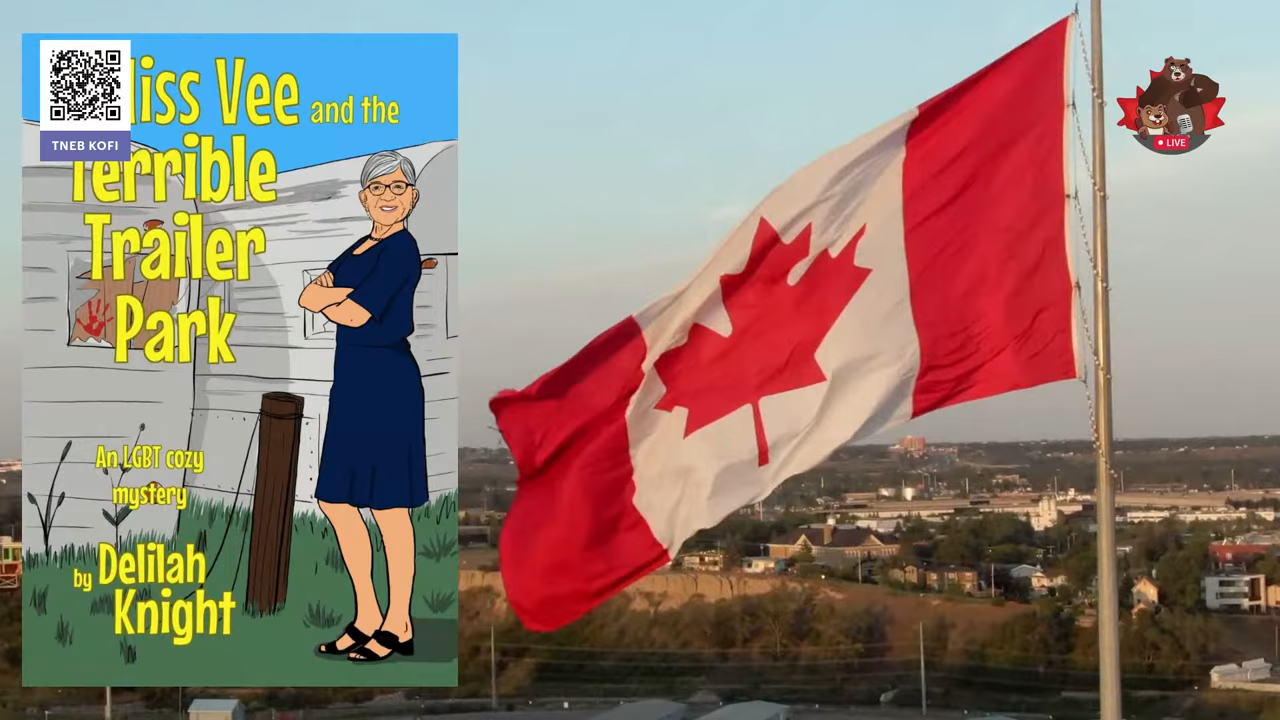 TNEB KOFI
iss Vee and the
Terrible
Trailer
Park
An LGBT cozy
mystery
by Delilah
Knight
LIVE